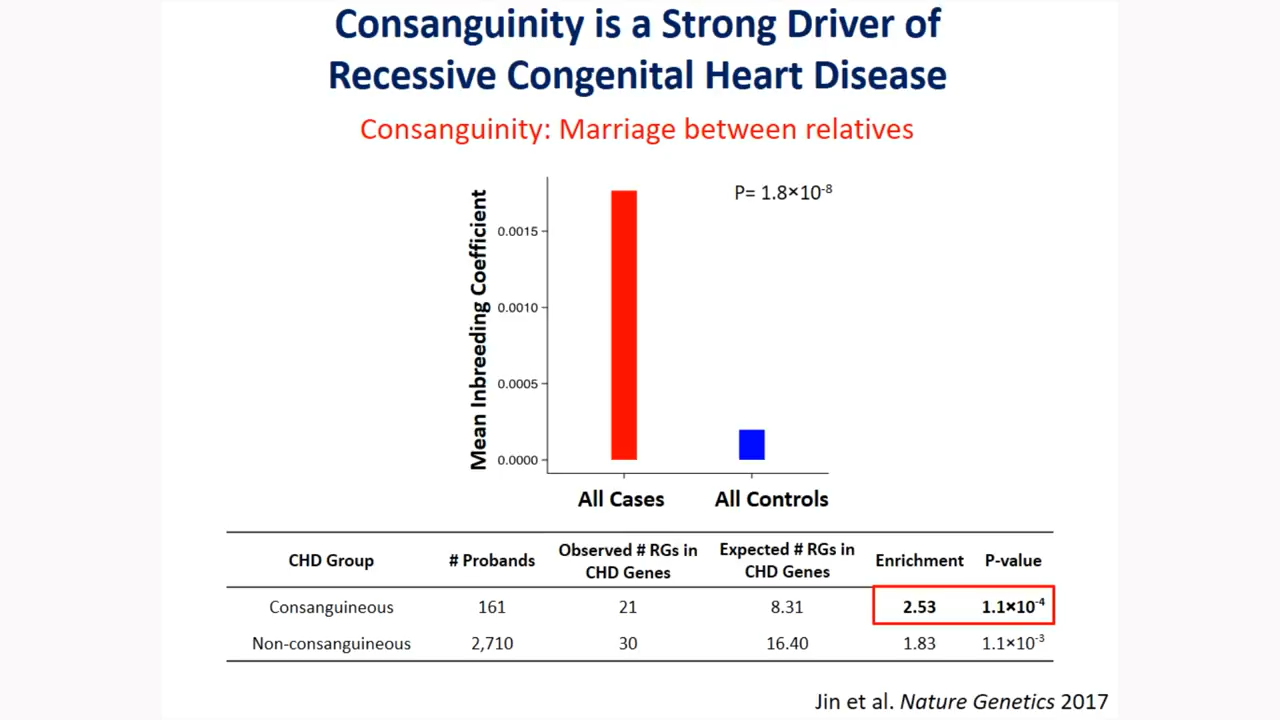 Consanguinity is a Strong Driver of
Recessive Congenital Heart Disease
Consanguinity: Marriage between relatives
P= 1.8×10⁻⁸
Mean Inbreeding Coefficient
0.0015
0.0010
0.0005
0.0000
All Cases All Controls
CHD Group # Probands Observed # RGs in CHD Genes Expected # RGs in CHD Genes Enrichment P-value
Consanguineous 161 21 8.31 2.53 1.1×10⁻⁴
Non-consanguineous 2,710 30 16.40 1.83 1.1×10⁻³
Jin et al. Nature Genetics 2017